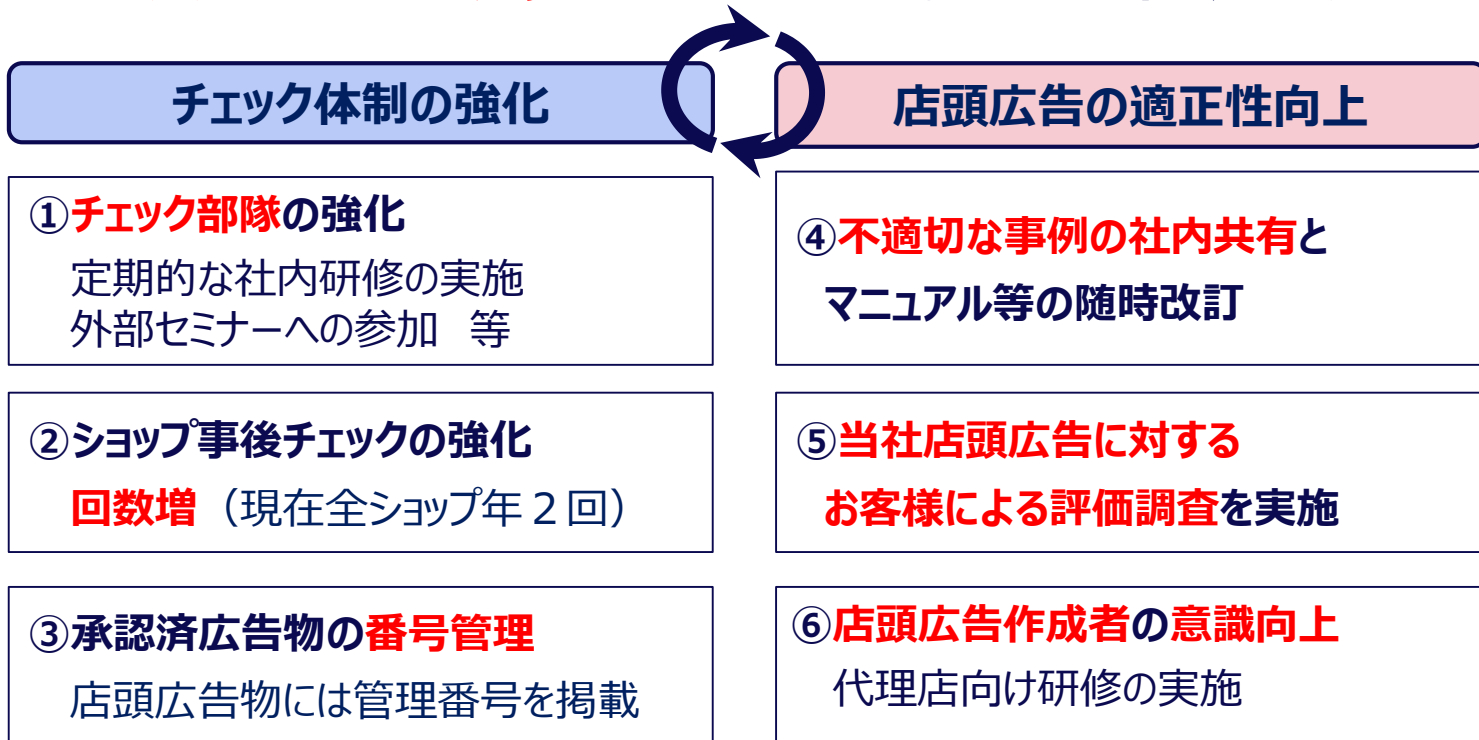 チェック体制の強化
①チェック部隊の強化
定期的な社内研修の実施
外部セミナーへの参加　等
②ショップ事後チェックの強化
回数増（現在全ショップ年２回）
③承認済広告物の番号管理
店頭広告物には管理番号を掲載
店頭広告の適正性向上
④不適切な事例の社内共有と
マニュアル等の随時改訂
⑤当社店頭広告に対する
お客様による評価調査を実施
⑥店頭広告作成者の意識向上
代理店向け研修の実施